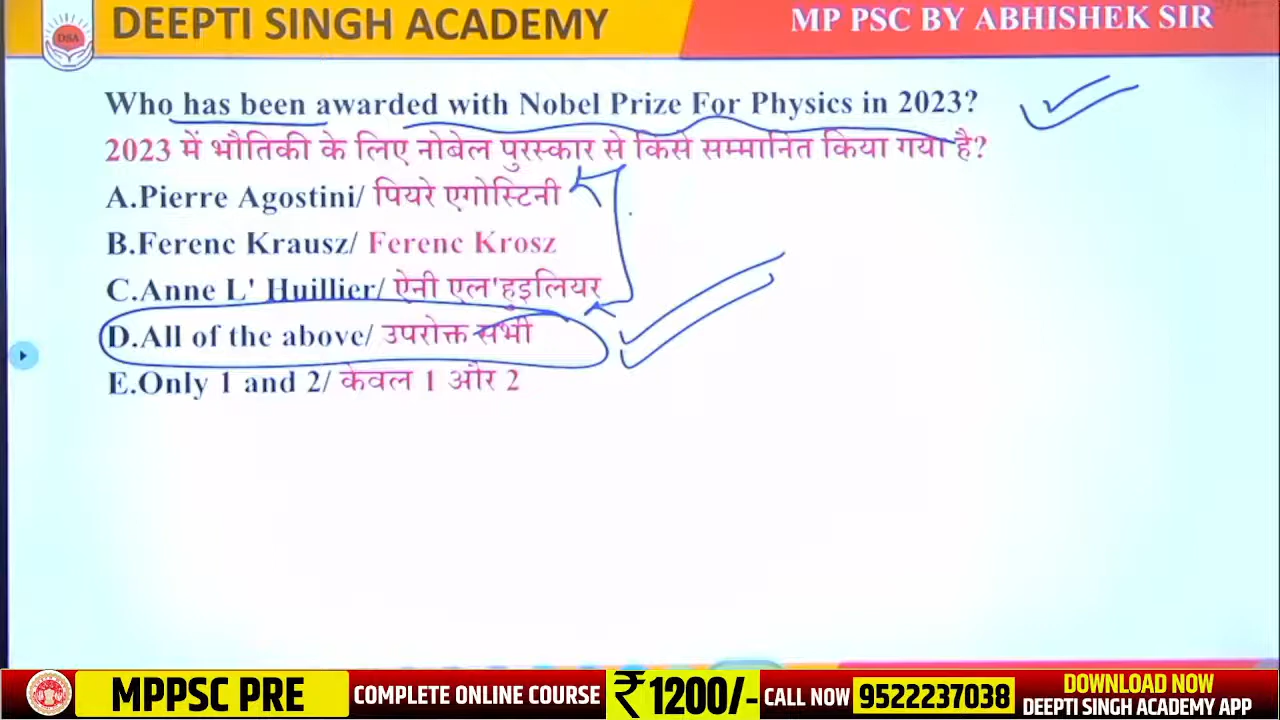 DSA
DEEPTI SINGH ACADEMY
MP PSC BY ABHISHEK SIR
Who has been awarded with Nobel Prize For Physics in 2023?
2023 में भौतिकी के लिए नोबेल पुरस्कार से किसे सम्मानित किया गया है?
A.Pierre Agostini/ पियरे एगोस्टिनी
B.Ferenc Krausz/ Ferenc Krosz
C.Anne L' Huillier/ ऐनी एल'हुइलियर
D.All of the above/ उपरोक्त सभी
E.Only 1 and 2/ केवल 1 और 2
MPPSC PRE
COMPLETE ONLINE COURSE
₹1200/-
CALL NOW
9522237038
DOWNLOAD NOW
DEEPTI SINGH ACADEMY APP